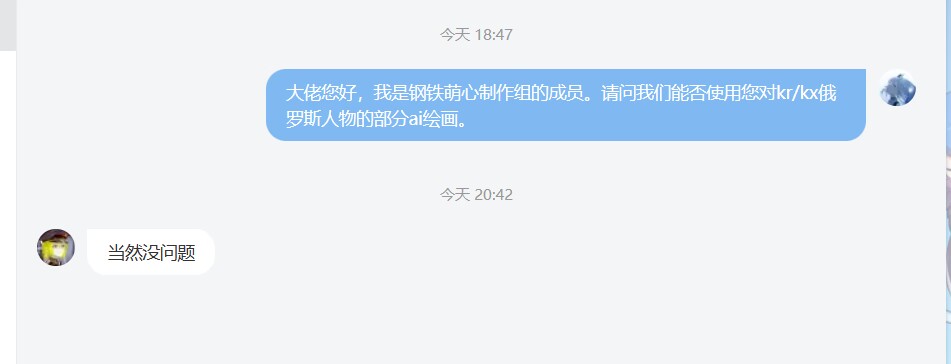 今天 18:47
大佬您好，我是钢铁萌心制作组的成员。请问我们能否使用您对kr/kx俄
罗斯人物的部分ai绘画。
今天 20:42
当然没问题